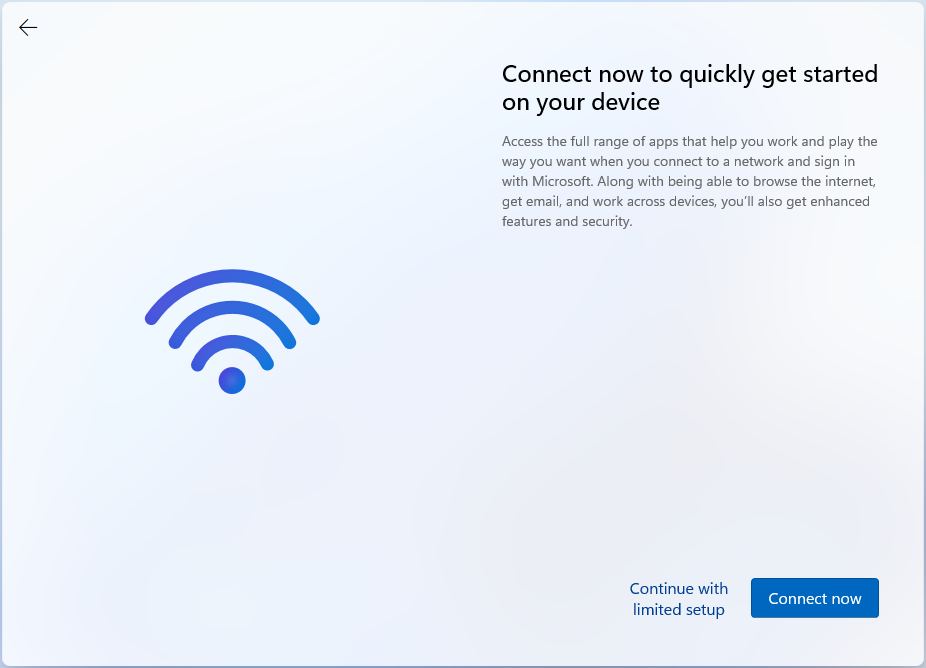 Connect now to quickly get started
on your device
Access the full range of apps that help you work and play the
way you want when you connect to a network and sign in
with Microsoft. Along with being able to browse the internet,
get email, and work across devices, you’ll also get enhanced
features and security.
Continue with
limited setup
Connect now